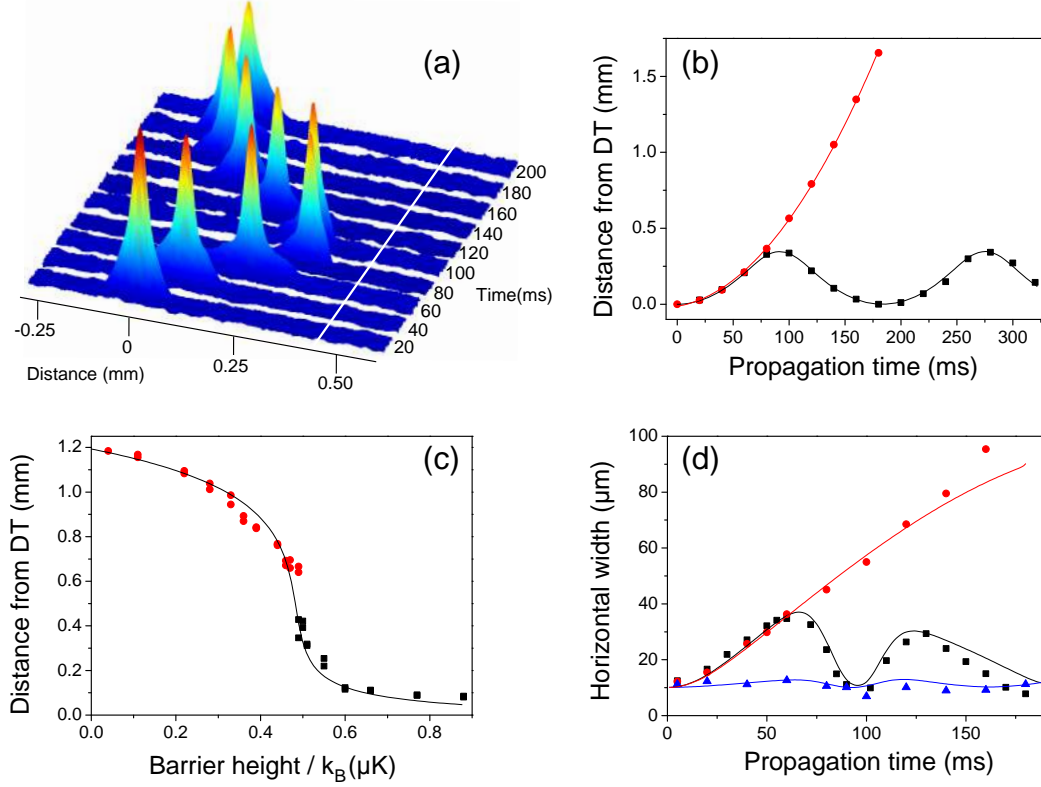 (a)
200
180
160
140
120
100
80
60
40
20
Time(ms)
-0.25
0
0.25
0.50
Distance (mm)
(b)
Distance from DT (mm)
1.5
1.0
0.5
0.0
0 50 100 150 200 250 300
Propagation time (ms)
(c)
Distance from DT (mm)
1.2
1.0
0.8
0.6
0.4
0.2
0.0
0.0 0.2 0.4 0.6 0.8
Barrier height / k_B(µK)
(d)
Horizontal width (µm)
100
80
60
40
20
0
0 50 100 150
Propagation time (ms)